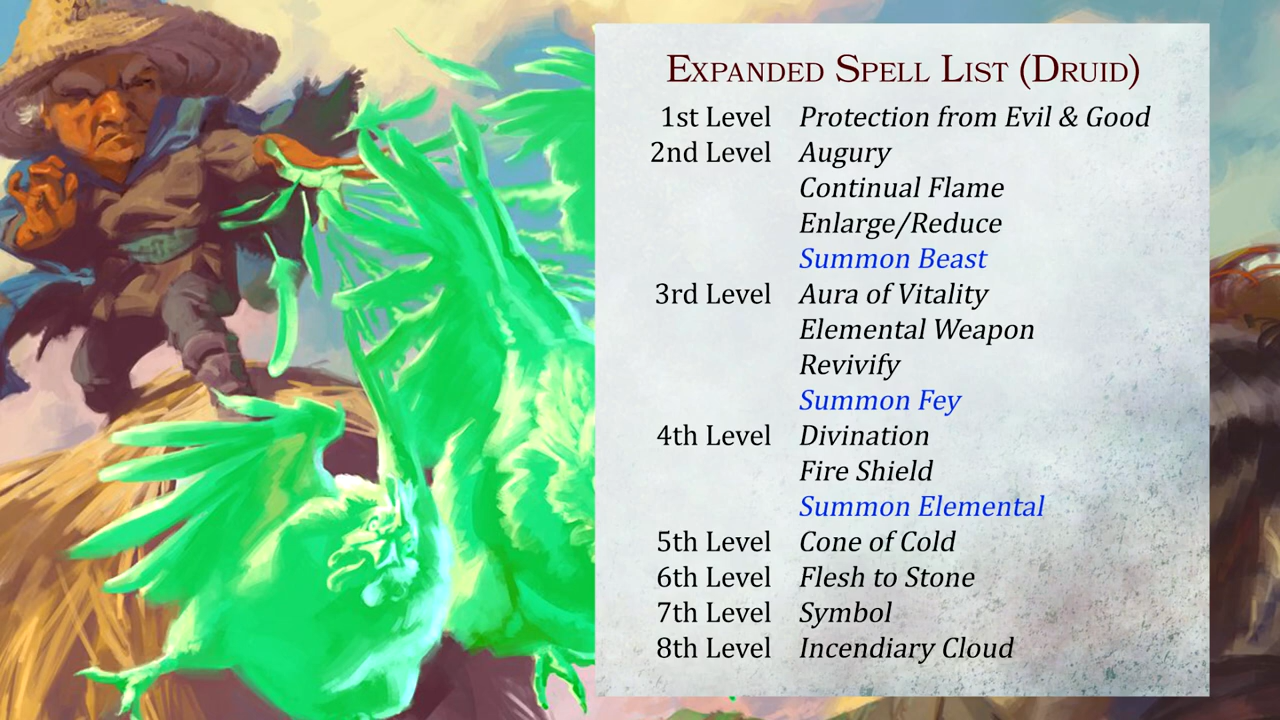 Expanded Spell List (Druid)
1st Level Protection from Evil & Good
2nd Level Augury
Continual Flame
Enlarge/Reduce
Summon Beast
3rd Level Aura of Vitality
Elemental Weapon
Revivify
Summon Fey
4th Level Divination
Fire Shield
Summon Elemental
5th Level Cone of Cold
6th Level Flesh to Stone
7th Level Symbol
8th Level Incendiary Cloud